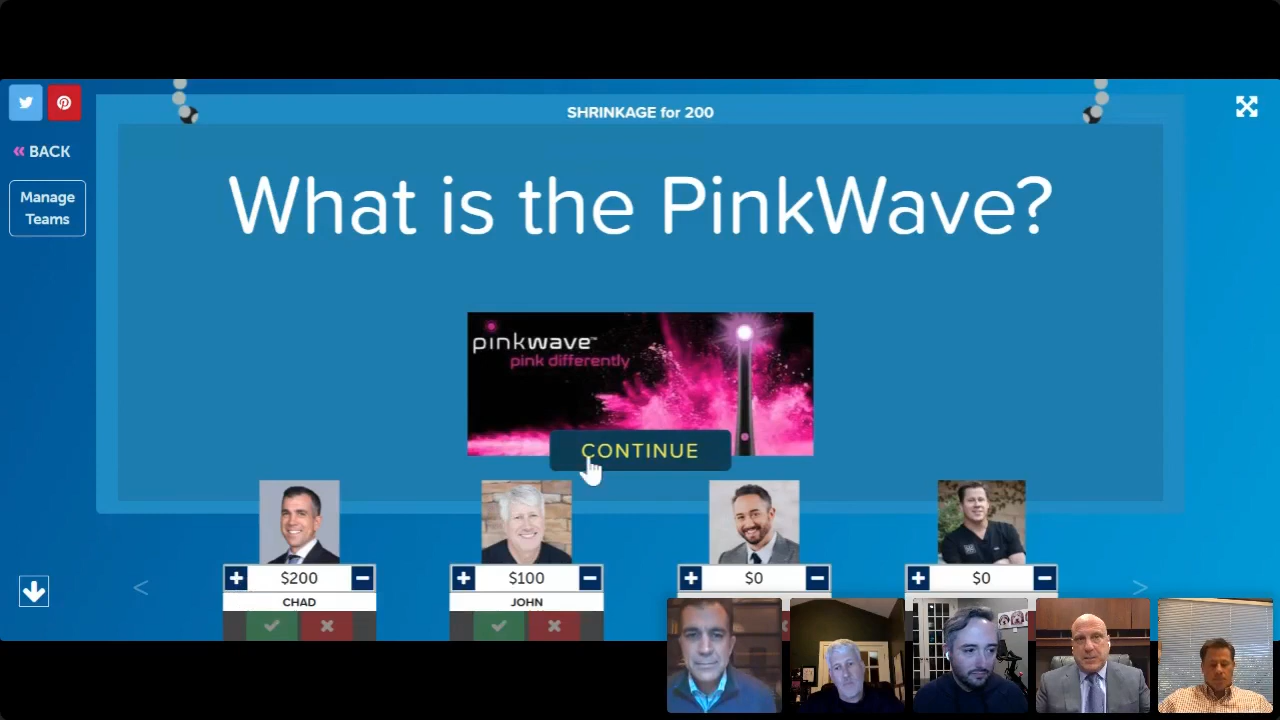 SHRINKAGE for 200
« BACK
Manage
Teams
What is the PinkWave?
pinkwave™
pink differently
CONTINUE
+ $200 −
+ $100 −
+ $0 −
+ $0 −
CHAD
JOHN